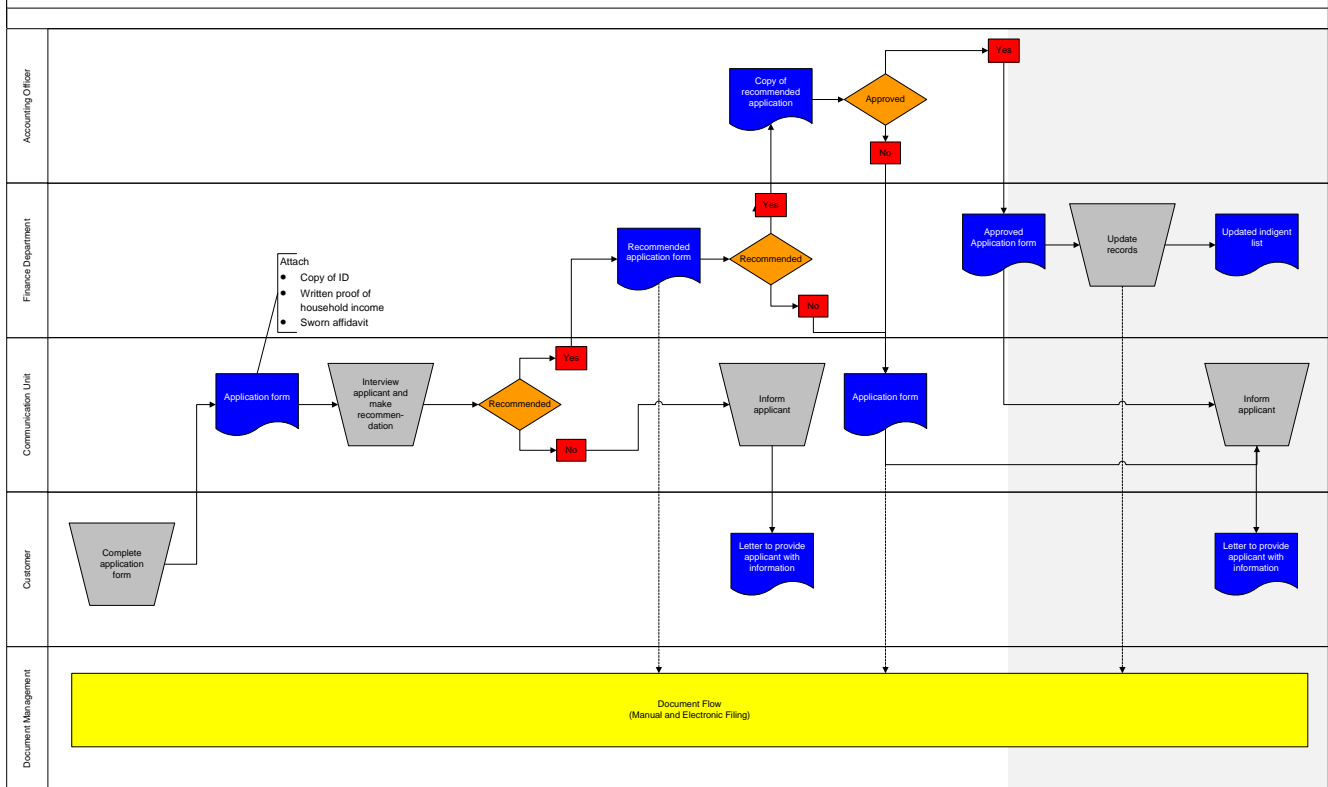 Accounting Officer
Copy of
recommended
application
Approved
Yes
No
Finance Department
Attach
• Copy of ID
• Written proof of
household income
• Sworn affidavit
Recommended
application form
Recommended
Yes
No
Approved
Application form
Update
records
Updated indigent
list
Communication Unit
Application form
Interview
applicant and
make
recommen-
dation
Recommended
Yes
No
Inform
applicant
Application form
Inform
applicant
Customer
Complete
application
form
Letter to provide
applicant with
information
Letter to provide
applicant with
information
Document Management
Document Flow
(Manual and Electronic Filing)